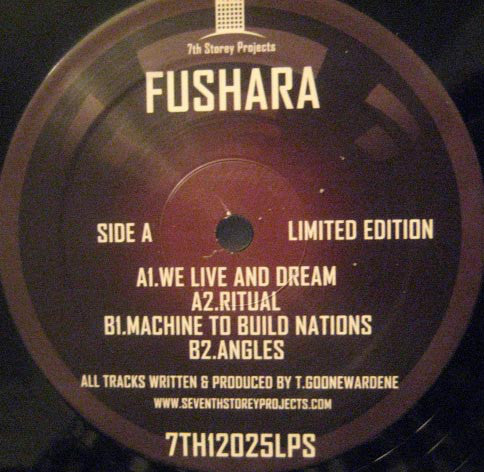 7th Storey Projects
FUSHARA
SIDE A
LIMITED EDITION
A1.WE LIVE AND DREAM
A2.RITUAL
B1.MACHINE TO BUILD NATIONS
B2.ANGLES
ALL TRACKS WRITTEN & PRODUCED BY T.GOONEWARDENE
WWW.SEVENTHSTOREYPROJECTS.COM
7TH12025LPS